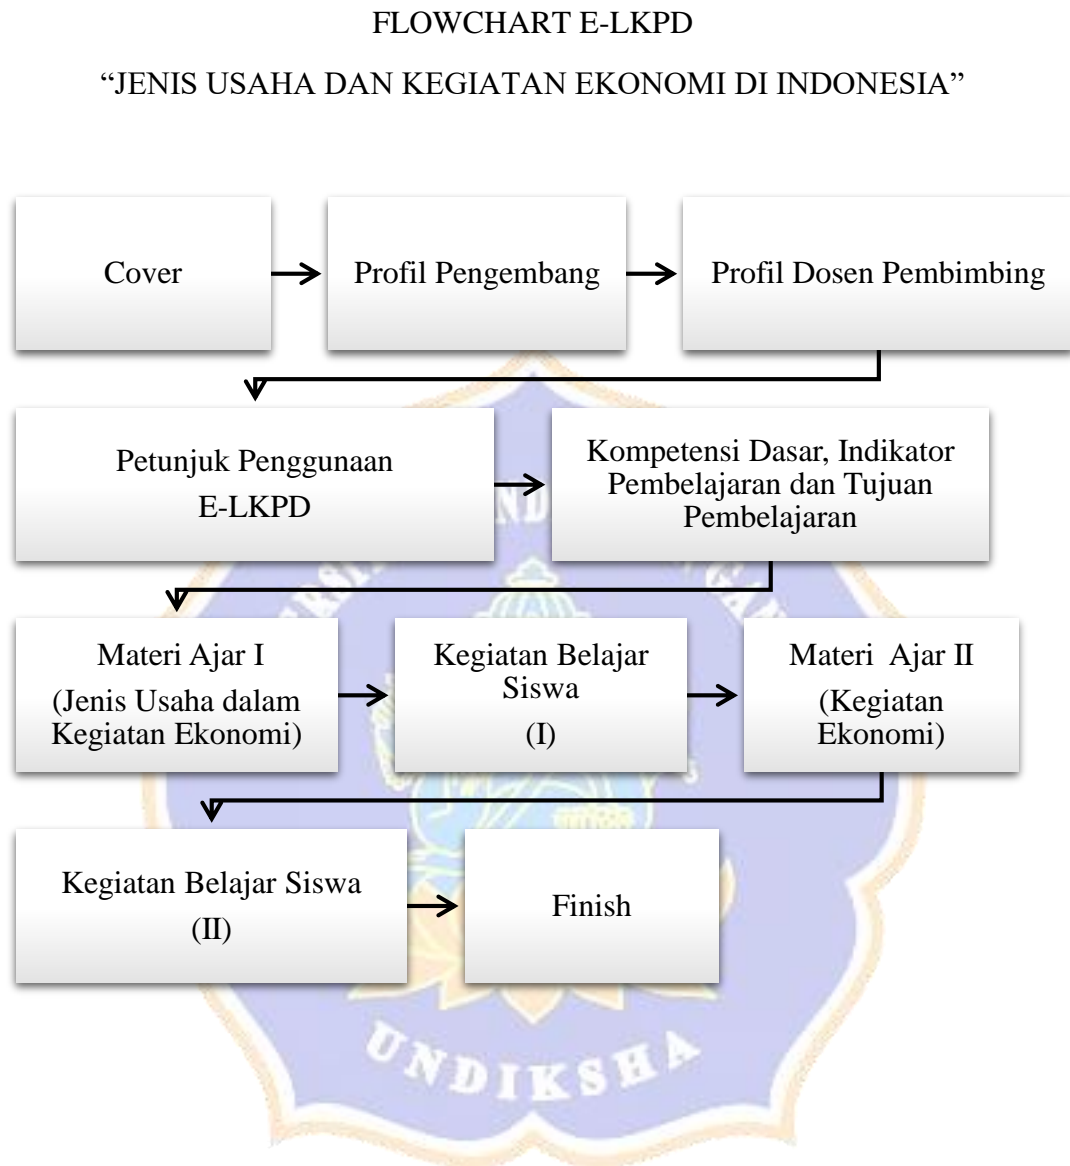 FLOWCHART E-LKPD
“JENIS USAHA DAN KEGIATAN EKONOMI DI INDONESIA”
Cover
Profil Pengembang
Profil Dosen Pembimbing
Petunjuk Penggunaan
E-LKPD
Kompetensi Dasar, Indikator
Pembelajaran dan Tujuan
Pembelajaran
Materi Ajar I
(Jenis Usaha dalam
Kegiatan Ekonomi)
Kegiatan Belajar
Siswa
(I)
Materi  Ajar II
(Kegiatan
Ekonomi)
Kegiatan Belajar Siswa
(II)
Finish
UNDIKSHA